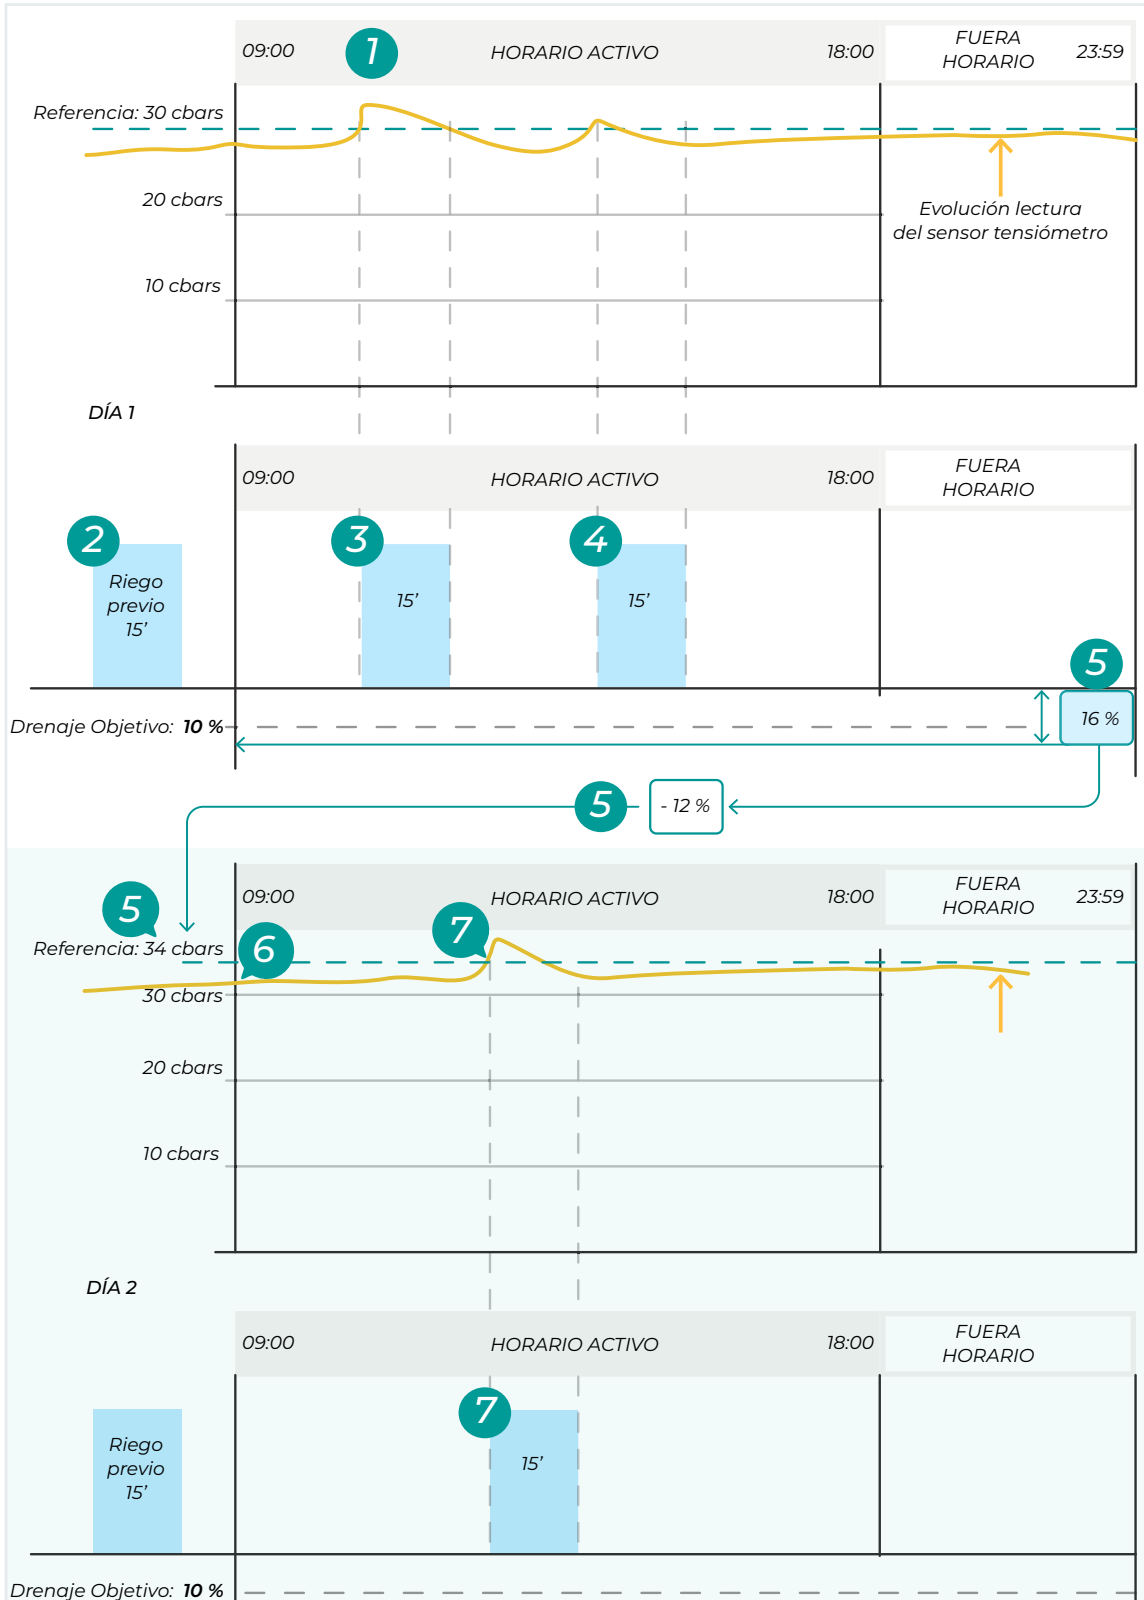 09:00
1
HORARIO ACTIVO
18:00
FUERA
HORARIO
23:59
Referencia: 30 cbars
20 cbars
Evolución lectura
del sensor tensiómetro
10 cbars
DÍA 1
09:00
HORARIO ACTIVO
18:00
FUERA
HORARIO
2
3
4
Riego
previo
15’
15’
15’
5
Drenaje Objetivo: 10 %
16 %
5
- 12 %
09:00
HORARIO ACTIVO
18:00
FUERA
HORARIO
23:59
5
7
Referencia: 34 cbars
6
30 cbars
20 cbars
10 cbars
DÍA 2
09:00
HORARIO ACTIVO
18:00
FUERA
HORARIO
7
Riego
previo
15’
15’
Drenaje Objetivo: 10 %